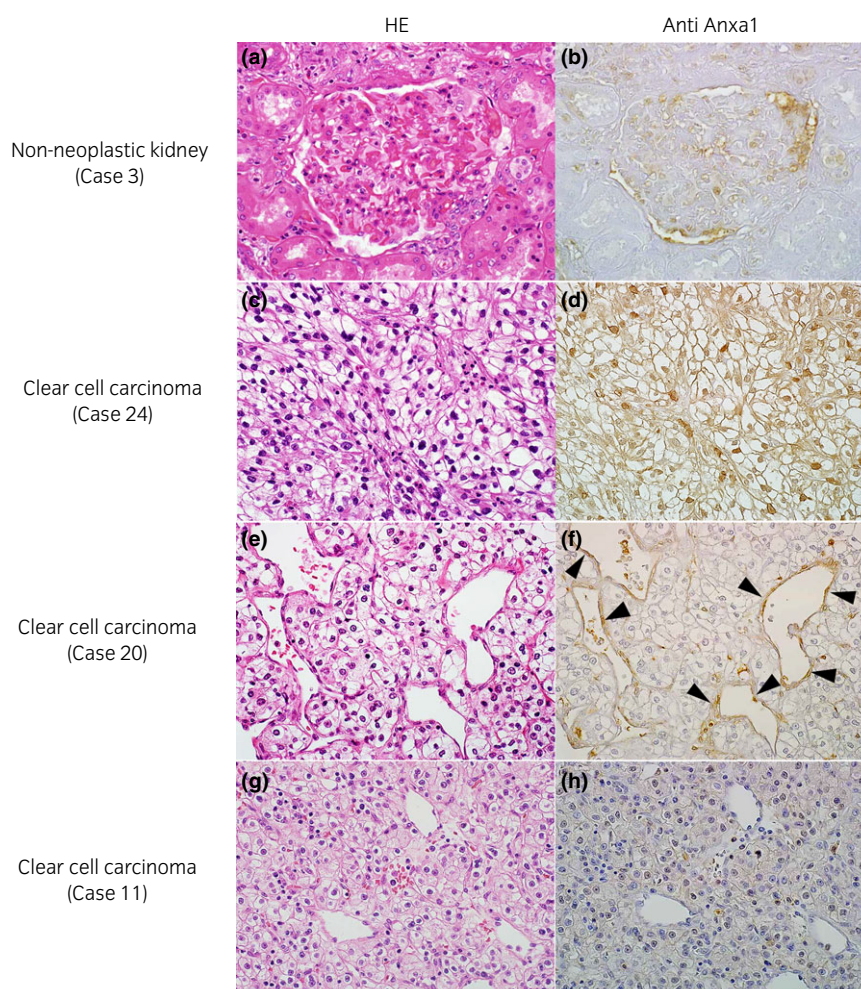 HE
Anti Anxa1
Non-neoplastic kidney
(Case 3)
(a)
(b)
Clear cell carcinoma
(Case 24)
(c)
(d)
Clear cell carcinoma
(Case 20)
(e)
(f)
Clear cell carcinoma
(Case 11)
(g)
(h)